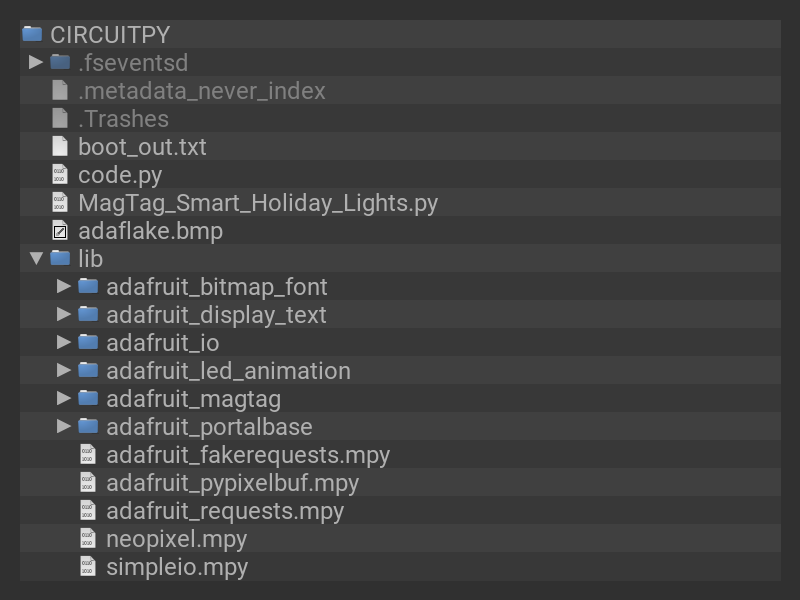 CIRCUITPY
.fseventsd
.metadata_never_index
.Trashes
boot_out.txt
code.py
MagTag_Smart_Holiday_Lights.py
adaflake.bmp
lib
adafruit_bitmap_font
adafruit_display_text
adafruit_io
adafruit_led_animation
adafruit_magtag
adafruit_portalbase
adafruit_fakerequests.mpy
adafruit_pypixelbuf.mpy
adafruit_requests.mpy
neopixel.mpy
simpleio.mpy